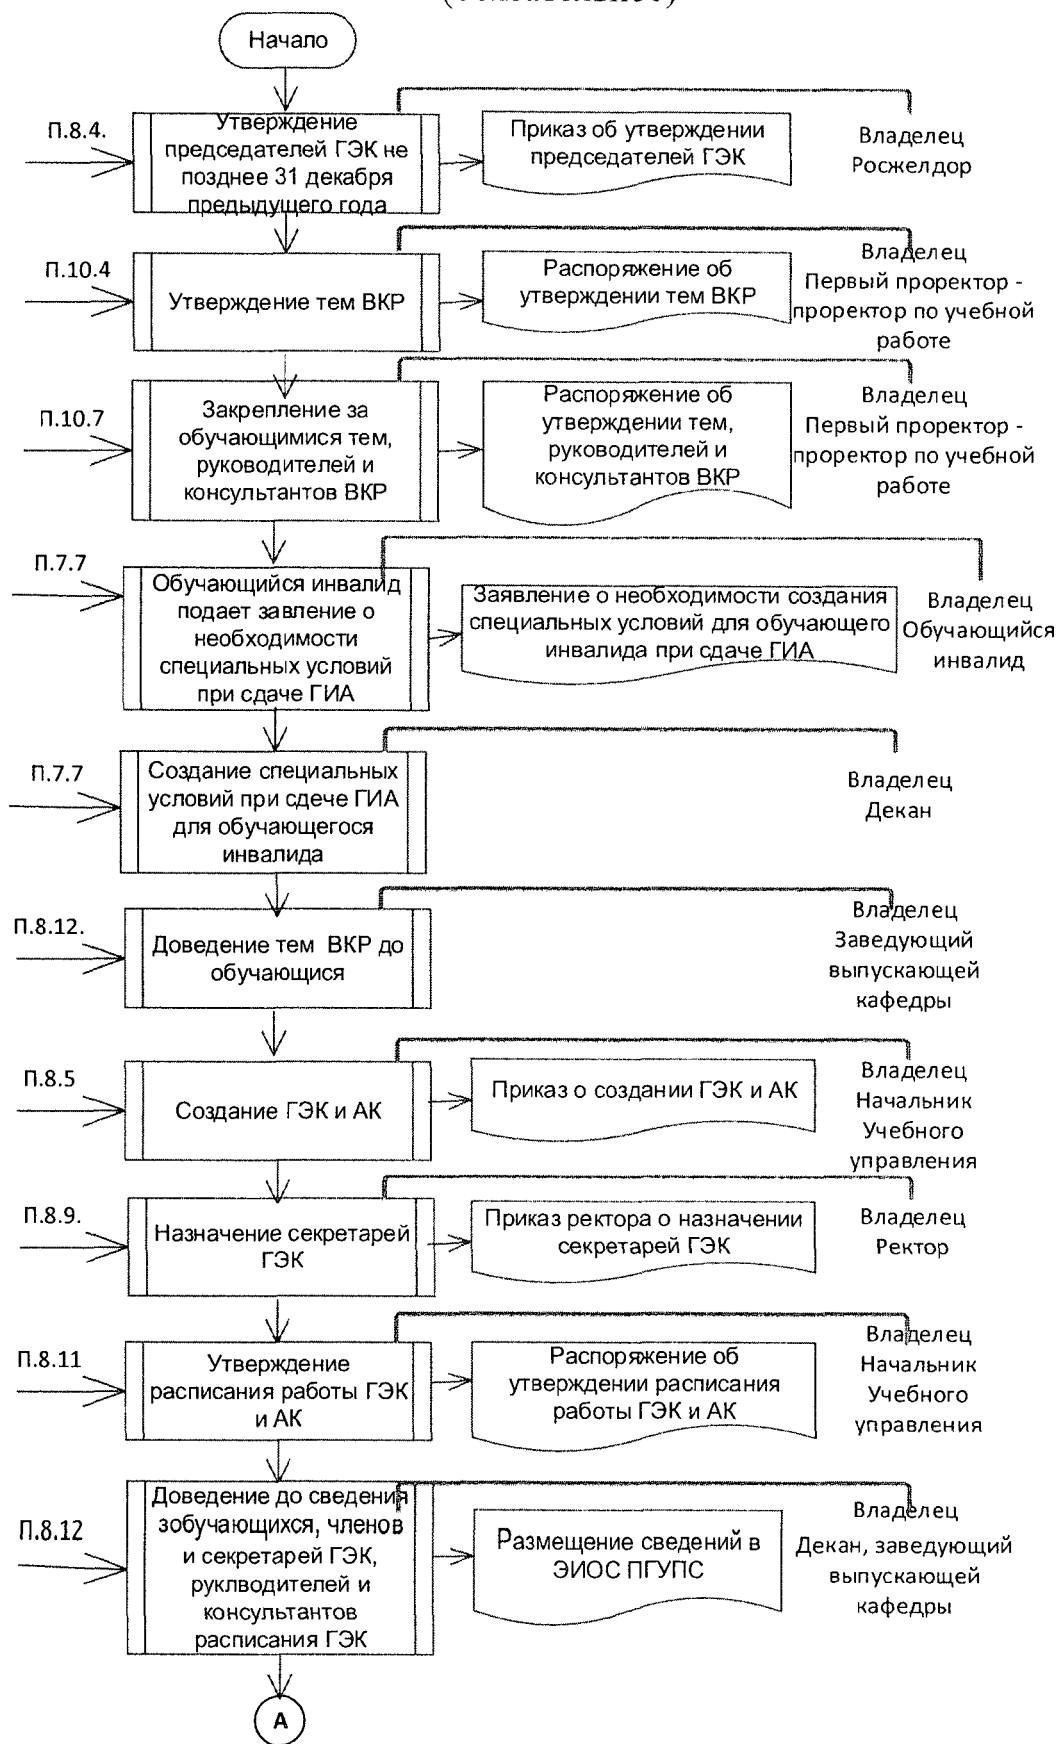 Начало
П.8.4.
Утверждение
председателей ГЭК не
позднее 31 декабря
предыдущего года
Приказ об утверждении
председателей ГЭК
Владелец
Росжелдор
П.10.4
Утверждение тем ВКР
Распоряжение об
утверждении тем ВКР
Владелец
Первый проректор -
проректор по учебной
работе
П.10.7
Закрепление за
обучающимися тем,
руководителей и
консультантов ВКР
Распоряжение об
утверждении тем,
руководителей и
консультантов ВКР
Владелец
Первый проректор -
проректор по учебной
работе
П.7.7
Обучающийся инвалид
подает завление о
необходимости
специальных условий
при сдаче ГИА
Заявление о необходимости создания
специальных условий для обучающего
инвалида при сдаче ГИА
Владелец
Обучающийся
инвалид
П.7.7
Создание специальных
условий при сдече ГИА
для обучающегося
инвалида
Владелец
Декан
П.8.12.
Доведение тем ВКР до
обучающися
Владелец
Заведующий
выпускающей
кафедры
П.8.5
Создание ГЭК и АК
Приказ о создании ГЭК и АК
Владелец
Начальник
Учебного
управления
П.8.9.
Назначение секретарей
ГЭК
Приказ ректора о назначении
секретарей ГЭК
Владелец
Ректор
П.8.11
Утверждение
расписания работы ГЭК
и АК
Распоряжение об
утверждении расписания
работы ГЭК и АК
Владелец
Начальник
Учебного
управления
П.8.12
Доведение до сведения
зобучающихся, членов
и секретарей ГЭК,
руклводителей и
консультантов
расписания ГЭК
Размещение сведений в
ЭИОС ПГУПС
Владелец
Декан, заведующий
выпускающей
кафедры
А